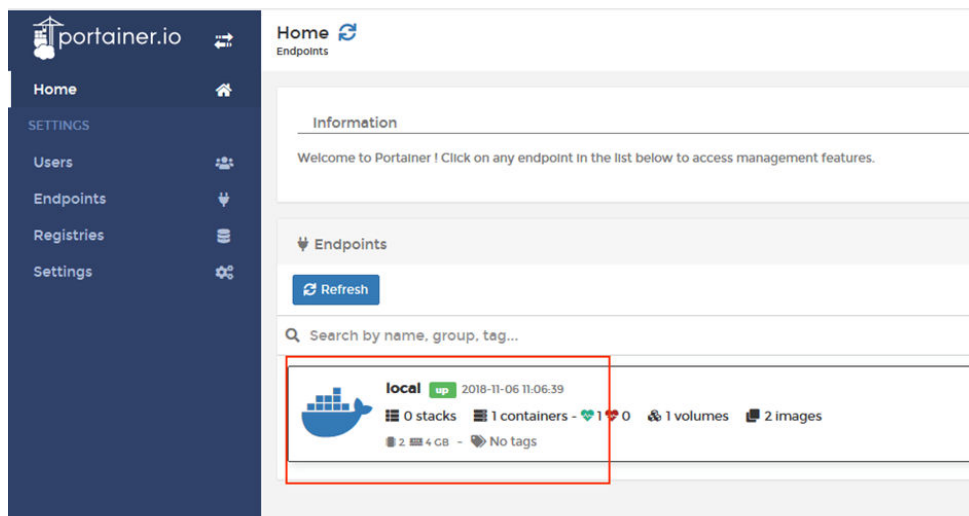 portainer.io
Home
SETTINGS
Users
Endpoints
Registries
Settings
Home
Endpoints
Information
Welcome to Portainer ! Click on any endpoint in the list below to access management features.
Endpoints
Refresh
Search by name, group, tag...
local up 2018-11-06 11:06:39
0 stacks 1 containers - 1 0 1 volumes 2 images
2 4 GB - No tags